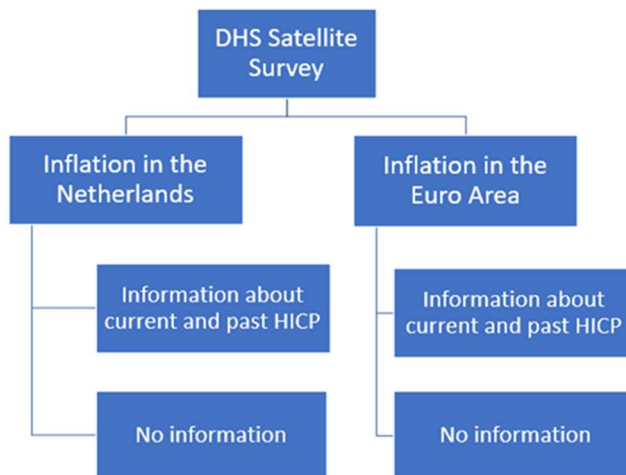 DHS Satellite
Survey
Inflation in the
Netherlands
Inflation in the
Euro Area
Information about
current and past HICP
Information about
current and past HICP
No information
No information